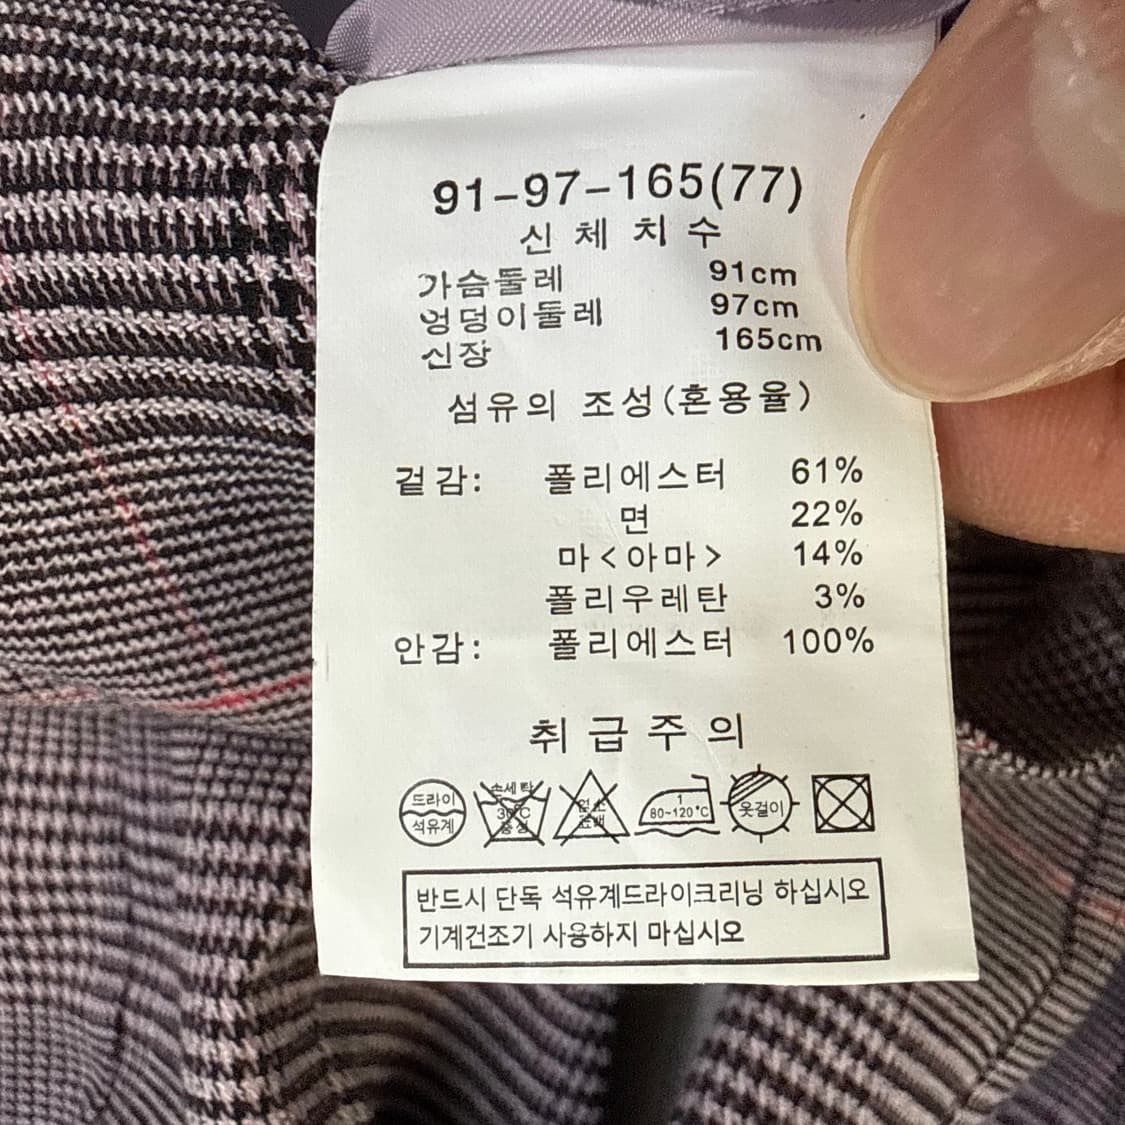 91-97-165(77)
신체치수
가슴둘레 91cm
엉덩이둘레 97cm
신장 165cm
섬유의 조성(혼용율)
겉감: 폴리에스터 61%
면 22%
마<아마> 14%
폴리우레탄 3%
안감: 폴리에스터 100%
취급주의
드라이
석유계
손세탁
30℃
중성
염소
표백
1
80~120℃
옷걸이
반드시 단독 석유계드라이크리닝 하십시오
기계건조기 사용하지 마십시오